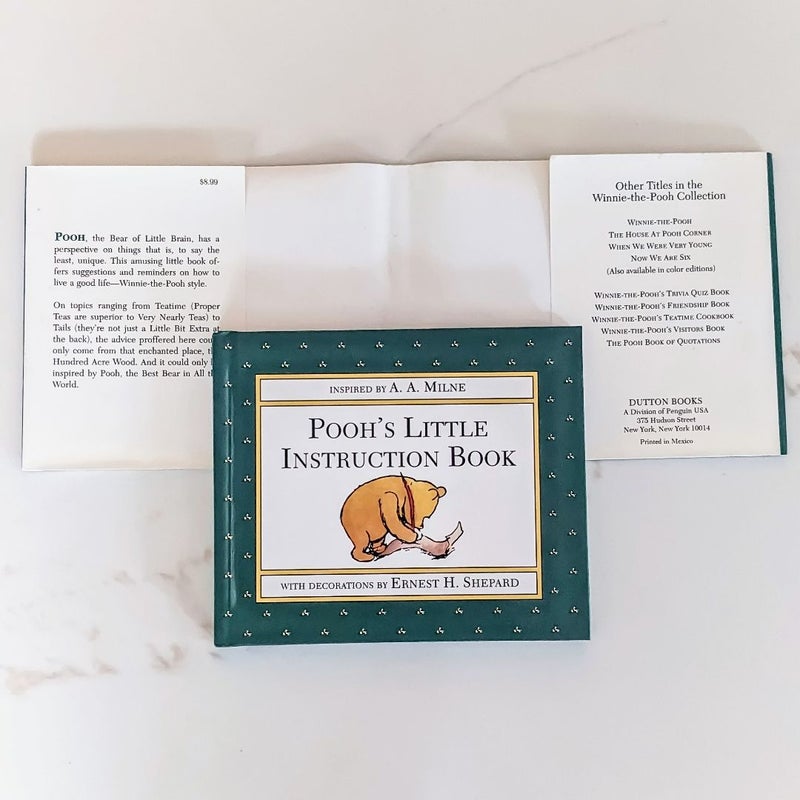 $8.99
POOH, the Bear of Little Brain, has a
perspective on things that is, to say the
least, unique. This amusing little book of-
fers suggestions and reminders on how to
live a good life—Winnie-the-Pooh style.
On topics ranging from Teatime (Proper
Teas are superior to Very Nearly Teas) to
Tails (they're not just a Little Bit Extra at
the back), the advice proffered here
only come from that enchanted place,
Hundred Acre Wood. And it could only
inspired by Pooh, the Best Bear in All
World.
Other Titles in the
Winnie-the-Pooh Collection
WINNIE-THE-POOH
THE HOUSE AT POOH CORNER
WHEN WE WERE VERY YOUNG
NOW WE ARE SIX
(Also available in color editions)
WINNIE-THE-POOH'S TRIVIA QUIZ BOOK
WINNIE-THE-POOH'S FRIENDSHIP BOOK
WINNIE-THE-POOH'S TEATIME COOKBOOK
WINNIE-THE-POOH'S VISITORS BOOK
THE POOH BOOK OF QUOTATIONS
DUTTON BOOKS
A Division of Penguin USA
375 Hudson Street
New York, New York 10014
Printed in Mexico
INSPIRED BY A. A. MILNE
POOH'S LITTLE
INSTRUCTION BOOK
WITH DECORATIONS BY ERNEST H. SHEPARD